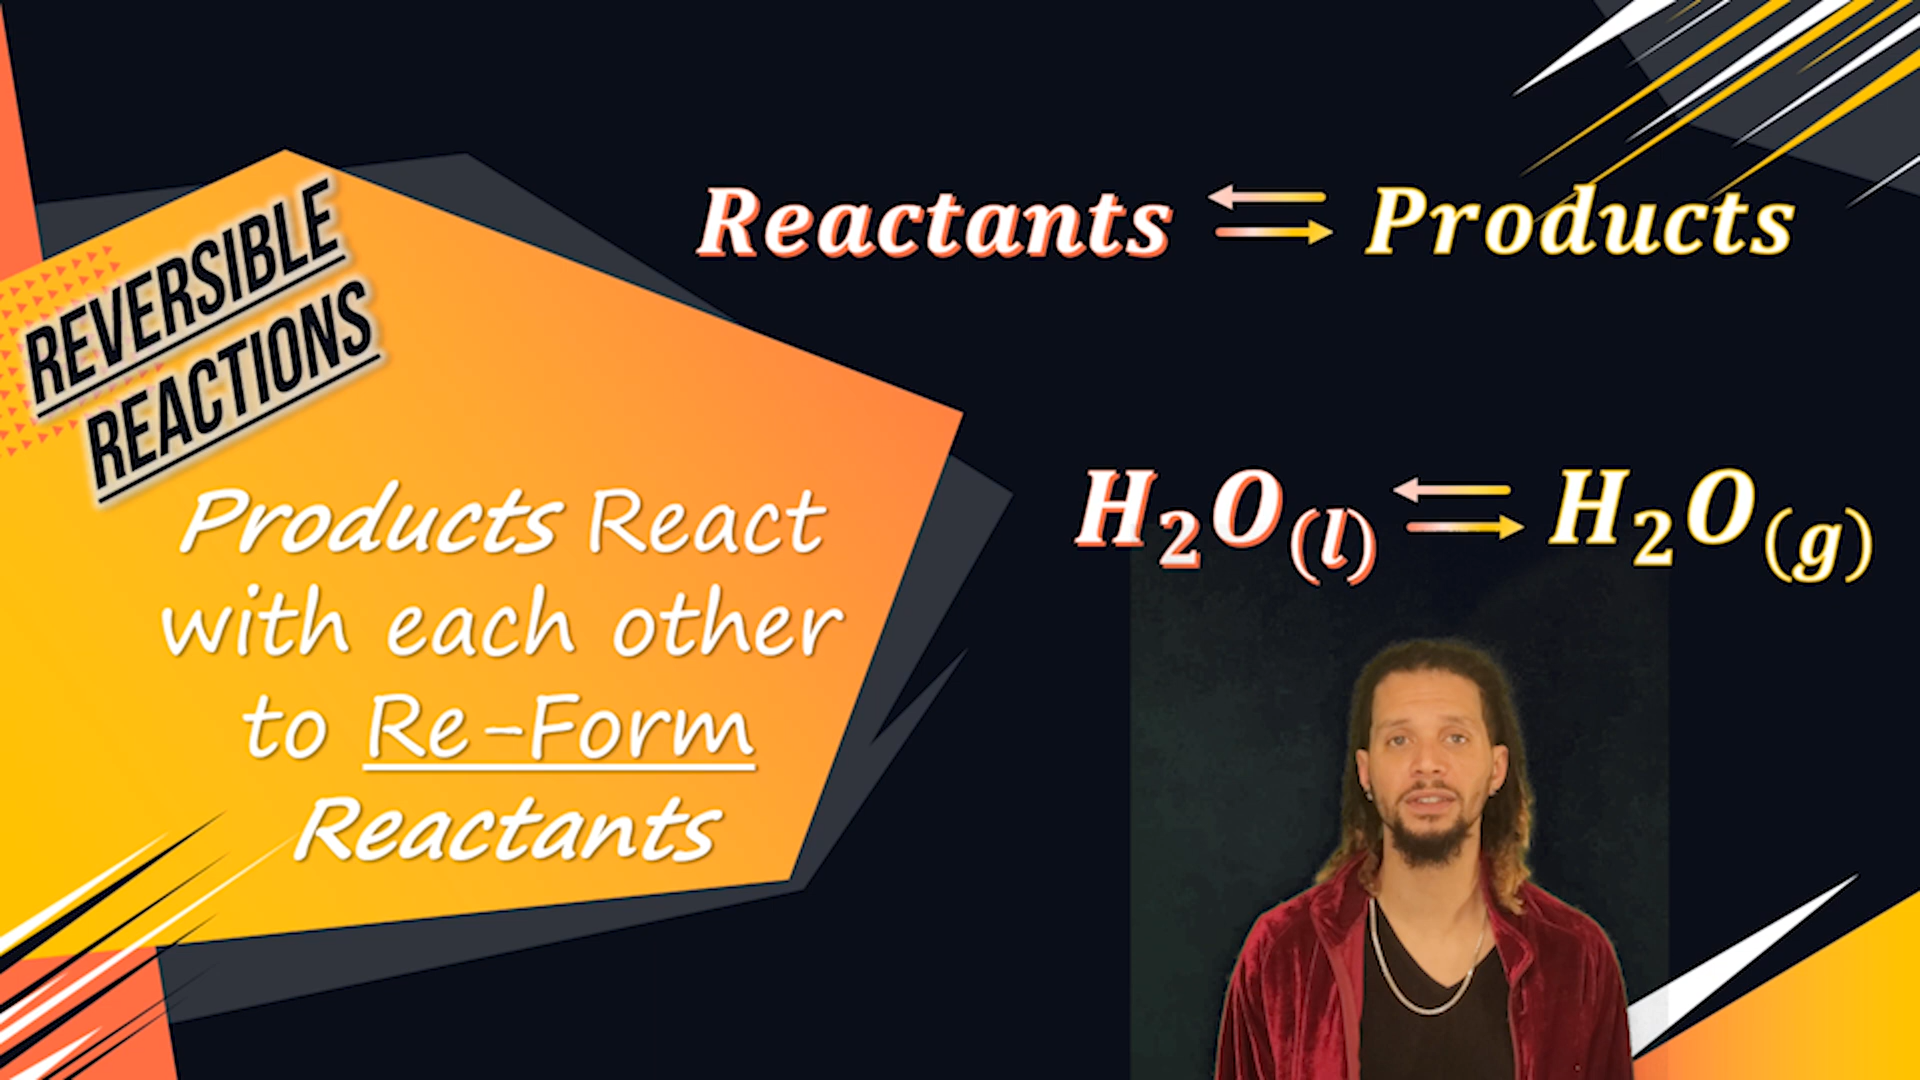 REVERSIBLE
REACTIONS
Products React
with each other
to Re-Form
Reactants
Reactants ⇄ Products
H₂O₍l₎ ⇄ H₂O₍g₎